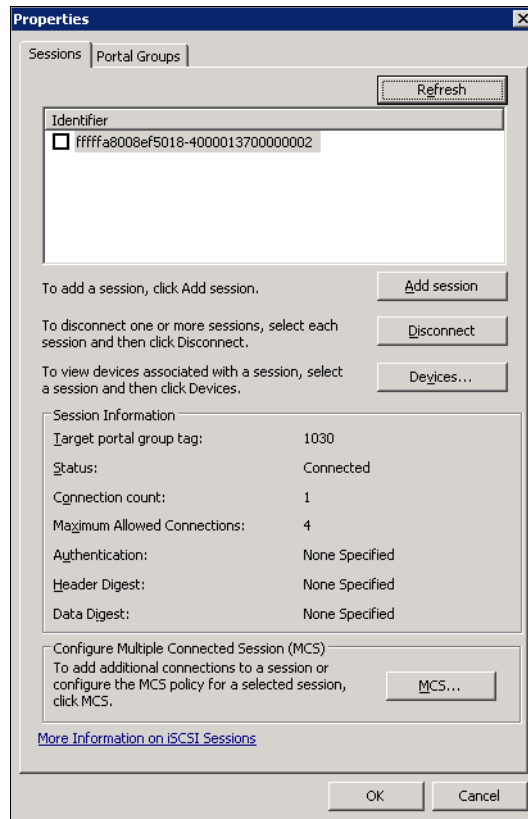 Properties
Sessions
Portal Groups
Refresh
Identifier
fffffa8008ef5018-4000013700000002
To add a session, click Add session.
Add session
To disconnect one or more sessions, select each
session and then click Disconnect.
Disconnect
To view devices associated with a session, select
a session and then click Devices.
Devices...
Session Information
Target portal group tag: 1030
Status: Connected
Connection count: 1
Maximum Allowed Connections: 4
Authentication: None Specified
Header Digest: None Specified
Data Digest: None Specified
Configure Multiple Connected Session (MCS)
To add additional connections to a session or
configure the MCS policy for a selected session,
click MCS.
MCS...
More Information on iSCSI Sessions
OK
Cancel